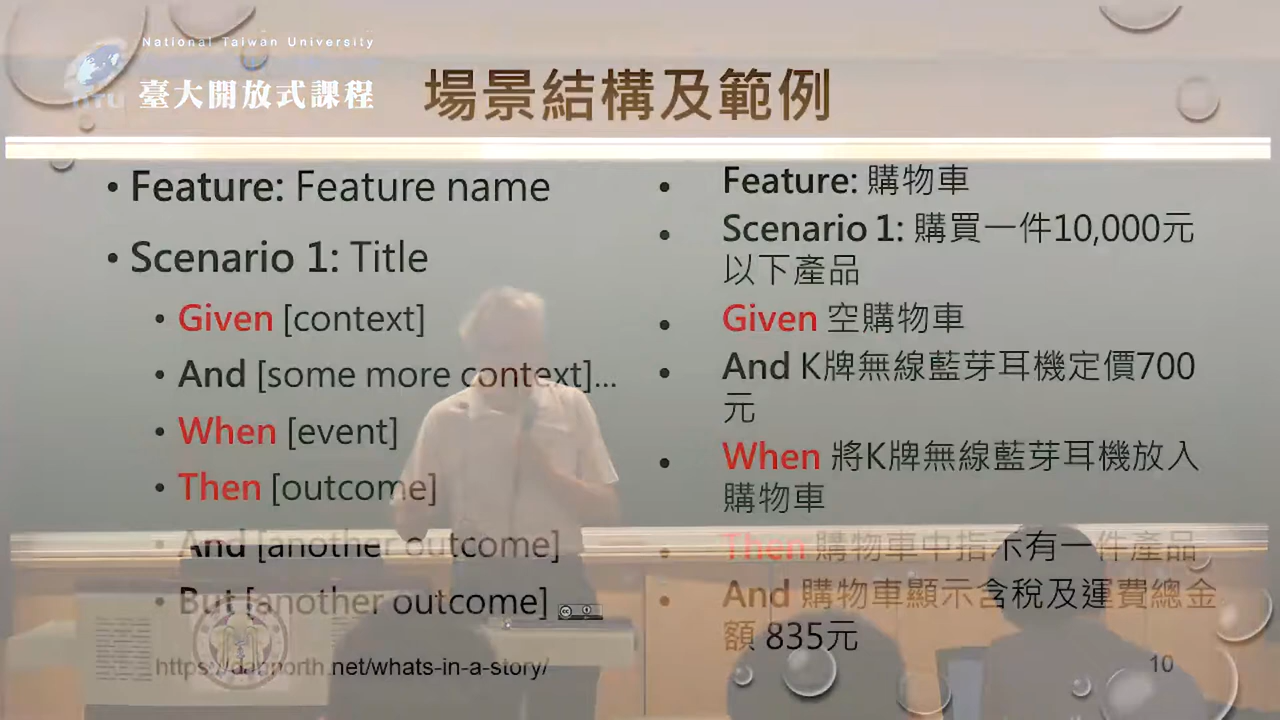 National Taiwan University
臺大開放式課程
場景結構及範例
• Feature: Feature name
• Scenario 1: Title
• Given [context]
• And [some more context]...
• When [event]
• Then [outcome]
• And [another outcome]
• But [another outcome]
https://dannorth.net/whats-in-a-story/
• Feature: 購物車
• Scenario 1: 購買一件10,000元
以下產品
• Given 空購物車
• And K牌無線藍芽耳機定價700
元
• When 將K牌無線藍芽耳機放入
購物車
• Then 購物車中指示有一件產品
• And 購物車顯示含稅及運費總金
額 835元
10